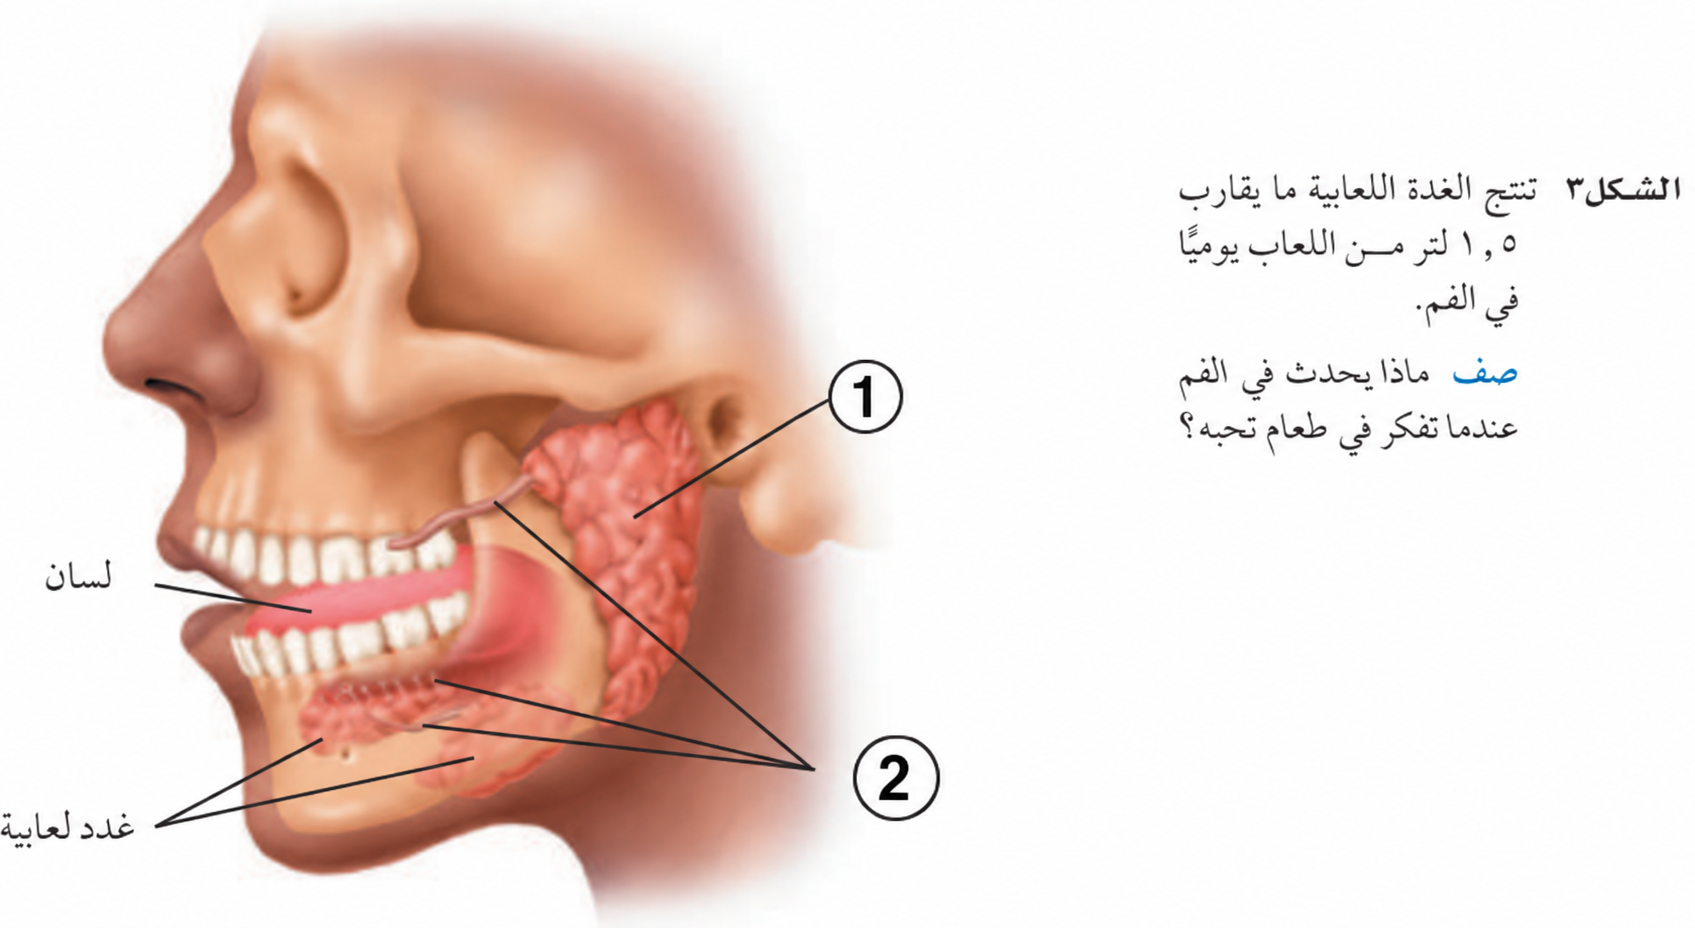 الشكل٣ تنتج الغدة اللعابية ما يقارب
١,٥ لتر مـن اللعاب يوميًّا
في الفم.
صف ماذا يحدث في الفم
عندما تفكر في طعام تحبه؟
1
لسان
2
غدد لعابية